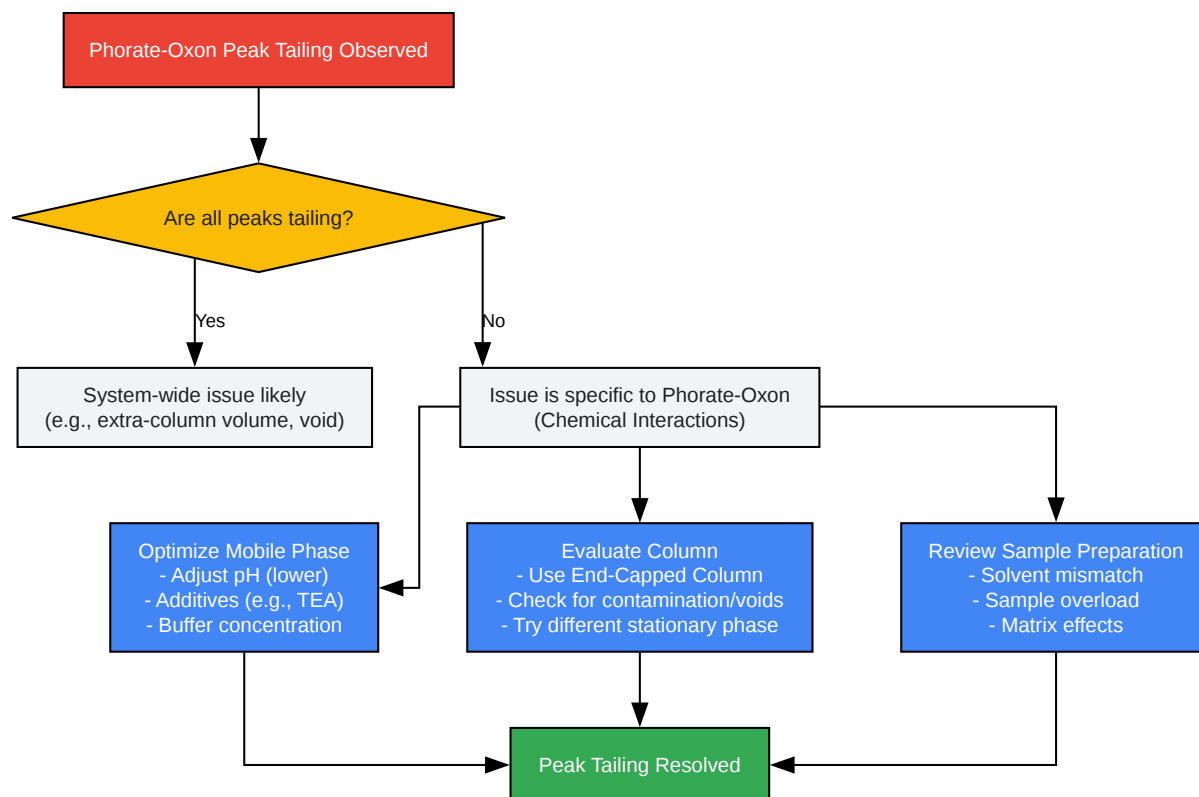 Phorate-Oxon Peak Tailing Observed
Are all peaks tailing?
Yes
No
System-wide issue likely
(e.g., extra-column volume, void)
Issue is specific to Phorate-Oxon
(Chemical Interactions)
Optimize Mobile Phase
- Adjust pH (lower)
- Additives (e.g., TEA)
- Buffer concentration
Evaluate Column
- Use End-Capped Column
- Check for contamination/voids
- Try different stationary phase
Review Sample Preparation
- Solvent mismatch
- Sample overload
- Matrix effects
Peak Tailing Resolved